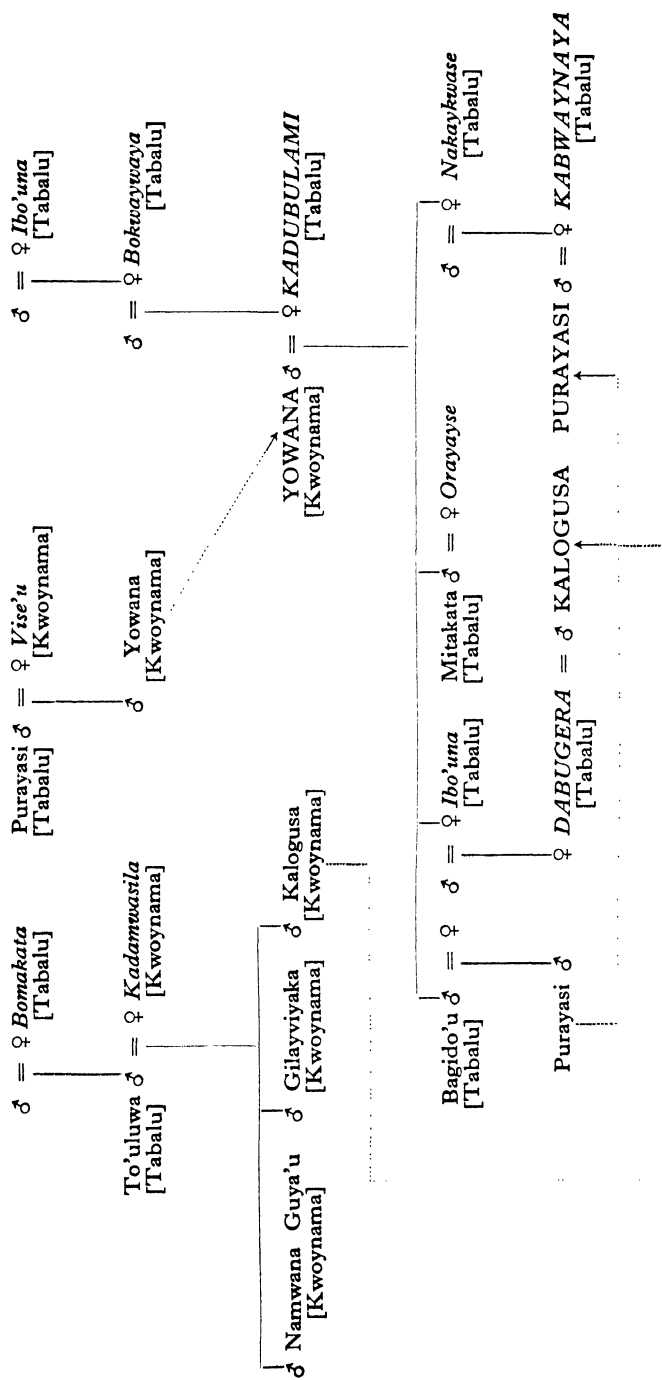 ♂ = ♀ Bomakata
[Tabalu]
Purayasi ♂ = ♀ Vise'u
[Tabalu] [Kwoynama]
♂ = ♀ Ibo'una
[Tabalu]
To'uluwa ♂ = ♀ Kadamwasila
[Tabalu] [Kwoynama]
♂ Yowana
[Kwoynama]
♂ = ♀ Bokwaywaya
[Tabalu]
♂ Namwana Guya'u
[Kwoynama]
♂ Gilayviyaka
[Kwoynama]
♂ Kalogusa
[Kwoynama]
YOWANA ♂ = ♀ KADUBULAMI
[Kwoynama] [Tabalu]
Bagido'u ♂ = ♀
[Tabalu]
♂ = ♀ Ibo'una
[Tabalu]
Mitakata ♂ = ♀ Orayayse
[Tabalu]
♂ = ♀ Nakaykwase
[Tabalu]
Purayasi ♂
♀ DABUGERA = ♂ KALOGUSA
[Tabalu]
PURAYASI ♂ = ♀ KABWAYNAYA
[Tabalu]